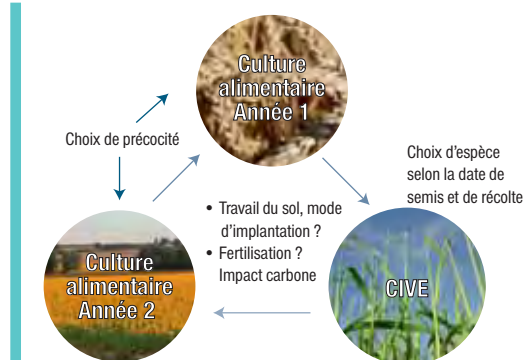 Culture
alimentaire
Année 1
Choix de précocité
Choix d'espèce
selon la date de
semis et de récolte
• Travail du sol, mode
d'implantation ?
• Fertilisation ?
Impact carbone
Culture
alimentaire
Année 2
CIVE